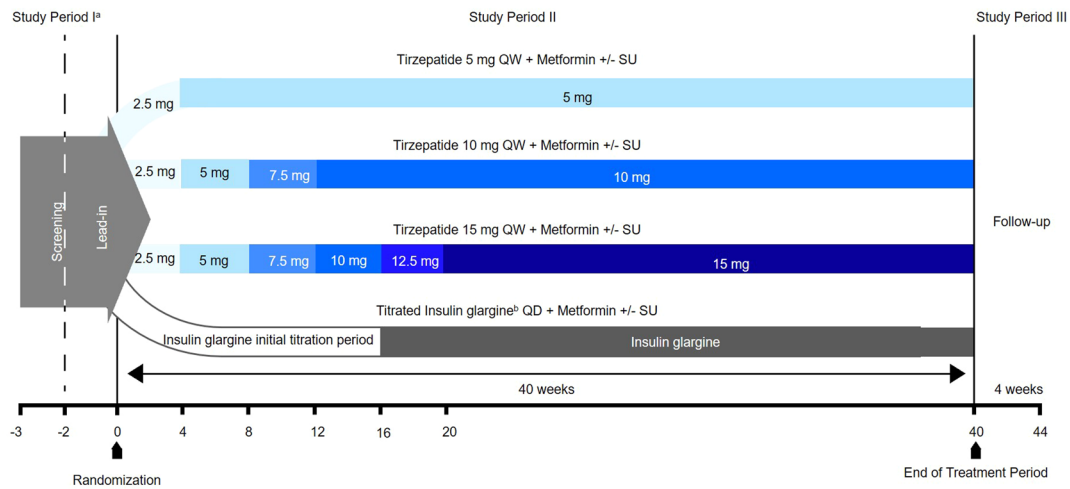 Study Period Iᵃ
Study Period II
Study Period III
Tirzepatide 5 mg QW + Metformin +/- SU
2.5 mg
5 mg
Tirzepatide 10 mg QW + Metformin +/- SU
2.5 mg
5 mg
7.5 mg
10 mg
Screening
Lead-in
Follow-up
Tirzepatide 15 mg QW + Metformin +/- SU
2.5 mg
5 mg
7.5 mg
10 mg
12.5 mg
15 mg
Titrated Insulin glargineᵇ QD + Metformin +/- SU
Insulin glargine initial titration period
Insulin glargine
40 weeks
4 weeks
-3 -2 0 4 8 12 16 20 40 44
Randomization
End of Treatment Period